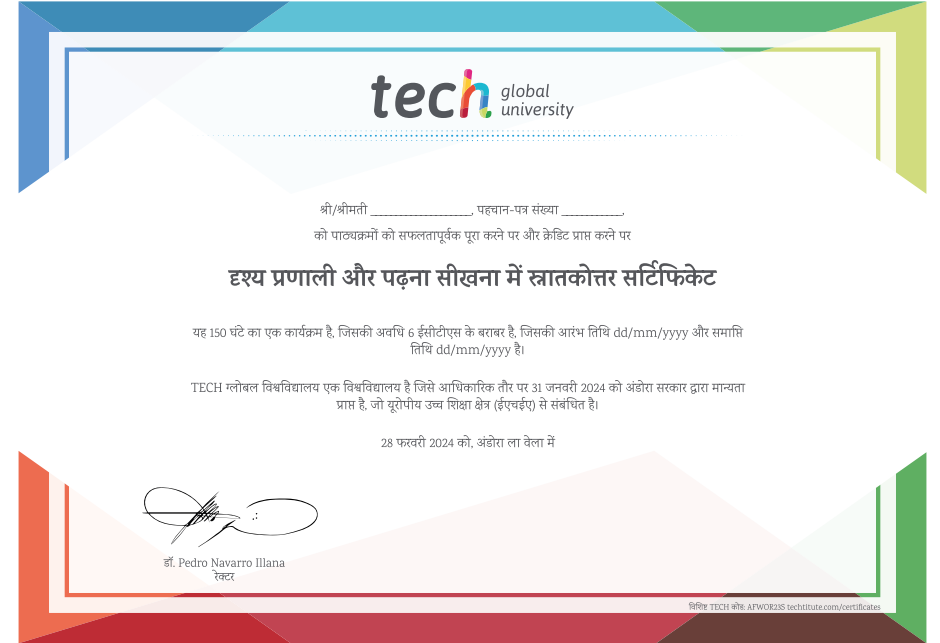 tech global university
श्री/श्रीमती ____________________, पहचान-पत्र संख्या ____________,
को पाठ्यक्रमों को सफलतापूर्वक पूरा करने पर और क्रेडिट प्राप्त करने पर
दृश्य प्रणाली और पढ़ना सीखना में स्नातकोत्तर सर्टिफिकेट
यह 150 घंटे का एक कार्यक्रम है, जिसकी अवधि 6 ईसीटीएस के बराबर है, जिसकी आरंभ तिथि dd/mm/yyyy और समाप्ति
तिथि dd/mm/yyyy है।
TECH ग्लोबल विश्वविद्यालय एक विश्वविद्यालय है जिसे आधिकारिक तौर पर 31 जनवरी 2024 को अंडोरा सरकार द्वारा मान्यता
प्राप्त है, जो यूरोपीय उच्च शिक्षा क्षेत्र (ईएचईए) से संबंधित है।
28 फरवरी 2024 को, अंडोरा ला वेला में
डॉ. Pedro Navarro Illana
रेक्टर
विशिष्ट TECH कोड: AFWOR23S techtitute.com/certificates